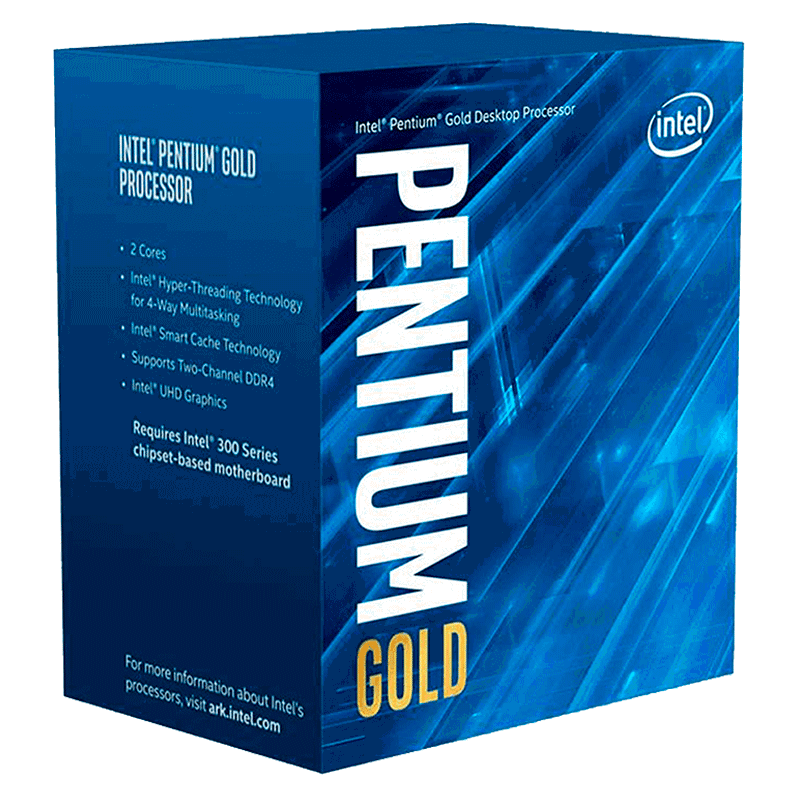 INTEL® PENTIUM® GOLD
PROCESSOR
• 2 Cores
• Intel® Hyper-Threading Technology
for 4-Way Multitasking
• Intel® Smart Cache Technology
• Supports Two-Channel DDR4
• Intel® UHD Graphics
Requires Intel® 300 Series
chipset-based motherboard
For more information about Intel's
processors, visit ark.intel.com
Intel® Pentium® Gold Desktop Processor
intel®
PENTIUM
GOLD